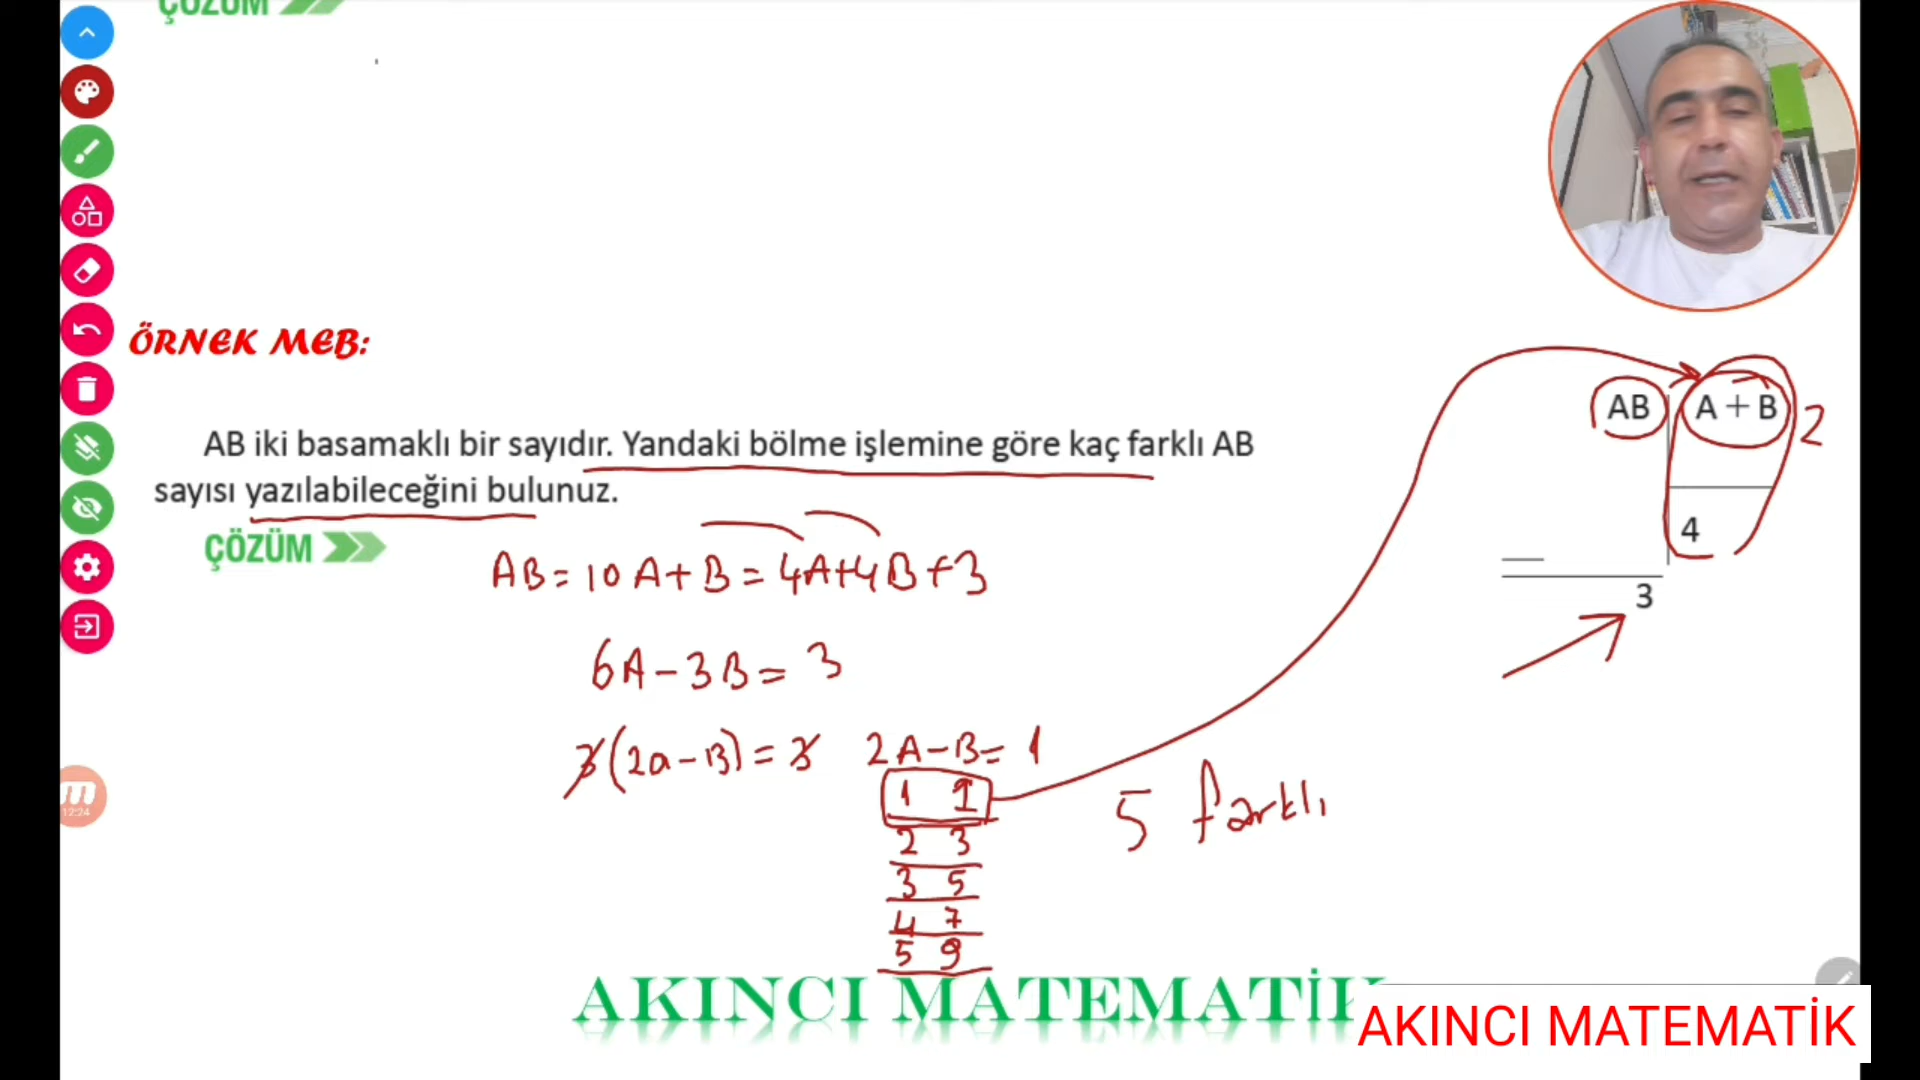 ÇÖZÜM
ÖRNEK MEB:
AB iki basamaklı bir sayıdır. Yandaki bölme işlemine göre kaç farklı AB
sayısı yazılabileceğini bulunuz.
AB
A + B
2
4
3
ÇÖZÜM
AB = 10A + B = 4A+4B+3
6A - 3B = 3
3(2a - B) = 3
2A - B = 1
1 1
2 3
3 5
4 7
5 9
5 farklı
12:24
AKINCI MATEMATİK
AKINCI MATEMATİK